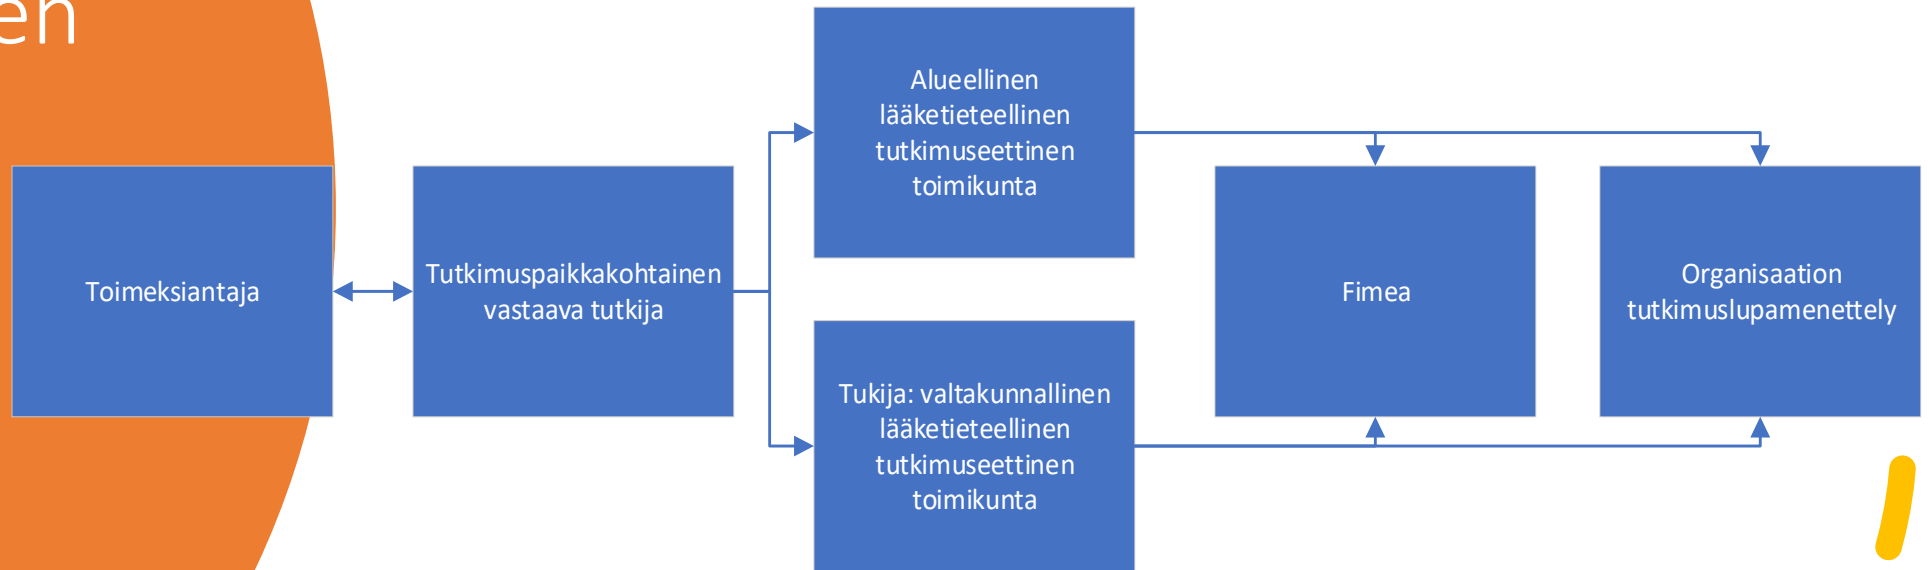 en
Toimeksiantaja
Tutkimuspaikkakohtainen
vastaava tutkija
Alueellinen
lääketieteellinen
tutkimuseettinen
toimikunta
Tukija: valtakunnallinen
lääketieteellinen
tutkimuseettinen
toimikunta
Fimea
Organisaation
tutkimuslupamenettely